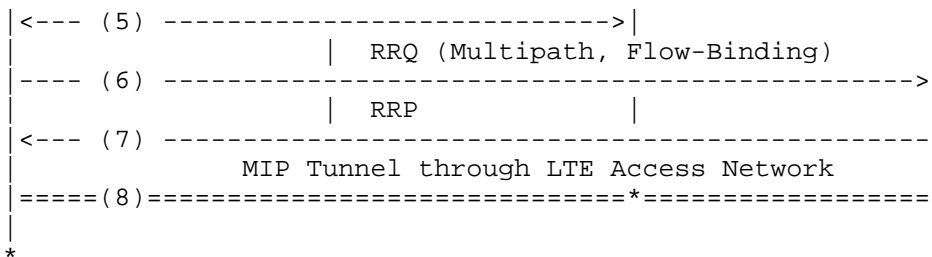 |<--- (5) ----------------------------->|
|                   |  RRQ (Multipath, Flow-Binding)
|---- (6) ----------------------------------------------->
|                   |  RRP              |
|<--- (7) ------------------------------------------------
|             MIP Tunnel through LTE Access Network
|=====(8)==============================*==================
|
*